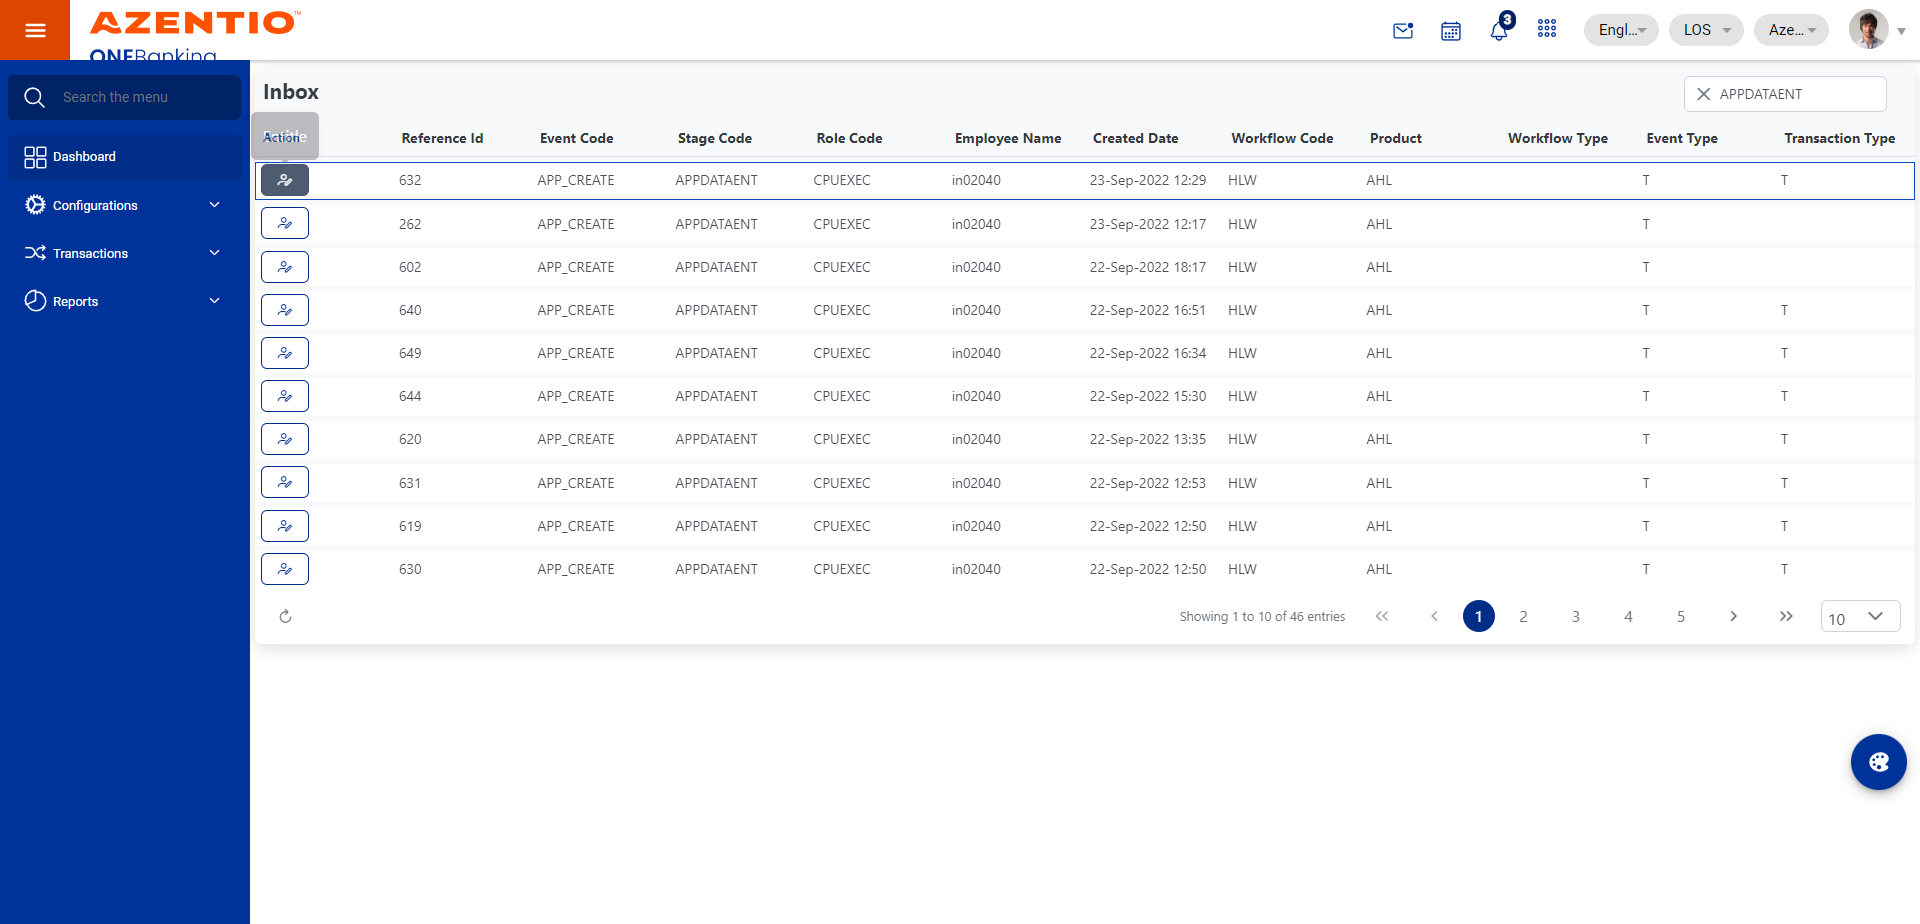 AZENTIO™
ONEBanking
3
Engl...
LOS
Aze...
Search the menu
Dashboard
Configurations
Transactions
Reports
Inbox
APPDATAENT
Action Reference Id Event Code Stage Code Role Code Employee Name Created Date Workflow Code Product Workflow Type Event Type Transaction Type
632 APP_CREATE APPDATAENT CPUEXEC in02040 23-Sep-2022 12:29 HLW AHL T T
262 APP_CREATE APPDATAENT CPUEXEC in02040 23-Sep-2022 12:17 HLW AHL T
602 APP_CREATE APPDATAENT CPUEXEC in02040 22-Sep-2022 18:17 HLW AHL T
640 APP_CREATE APPDATAENT CPUEXEC in02040 22-Sep-2022 16:51 HLW AHL T T
649 APP_CREATE APPDATAENT CPUEXEC in02040 22-Sep-2022 16:34 HLW AHL T T
644 APP_CREATE APPDATAENT CPUEXEC in02040 22-Sep-2022 15:30 HLW AHL T T
620 APP_CREATE APPDATAENT CPUEXEC in02040 22-Sep-2022 13:35 HLW AHL T T
631 APP_CREATE APPDATAENT CPUEXEC in02040 22-Sep-2022 12:53 HLW AHL T T
619 APP_CREATE APPDATAENT CPUEXEC in02040 22-Sep-2022 12:50 HLW AHL T T
630 APP_CREATE APPDATAENT CPUEXEC in02040 22-Sep-2022 12:50 HLW AHL T T
Showing 1 to 10 of 46 entries 1 2 3 4 5 10